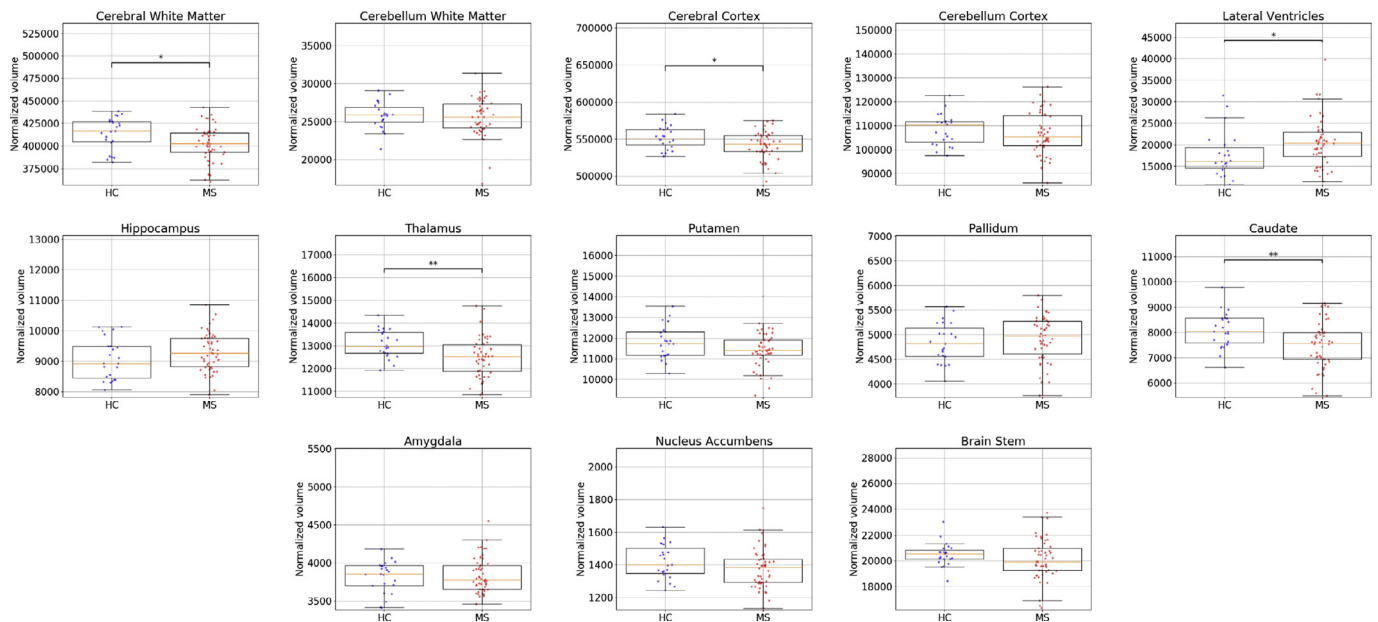 Cerebral White Matter
Normalized volume
525000
500000
475000
450000
425000
400000
375000
*
HC
MS
Cerebellum White Matter
Normalized volume
35000
30000
25000
20000
HC
MS
Cerebral Cortex
Normalized volume
700000
650000
600000
550000
500000
*
HC
MS
Cerebellum Cortex
Normalized volume
150000
140000
130000
120000
110000
100000
90000
HC
MS
Lateral Ventricles
Normalized volume
45000
40000
35000
30000
25000
20000
15000
*
HC
MS
Hippocampus
Normalized volume
13000
12000
11000
10000
9000
8000
HC
MS
Thalamus
Normalized volume
17000
16000
15000
14000
13000
12000
11000
**
HC
MS
Putamen
Normalized volume
16000
15000
14000
13000
12000
11000
10000
HC
MS
Pallidum
Normalized volume
7000
6500
6000
5500
5000
4500
4000
HC
MS
Caudate
Normalized volume
11000
10000
9000
8000
7000
6000
**
HC
MS
Amygdala
Normalized volume
5500
5000
4500
4000
3500
HC
MS
Nucleus Accumbens
Normalized volume
2000
1800
1600
1400
1200
HC
MS
Brain Stem
Normalized volume
28000
26000
24000
22000
20000
18000
HC
MS